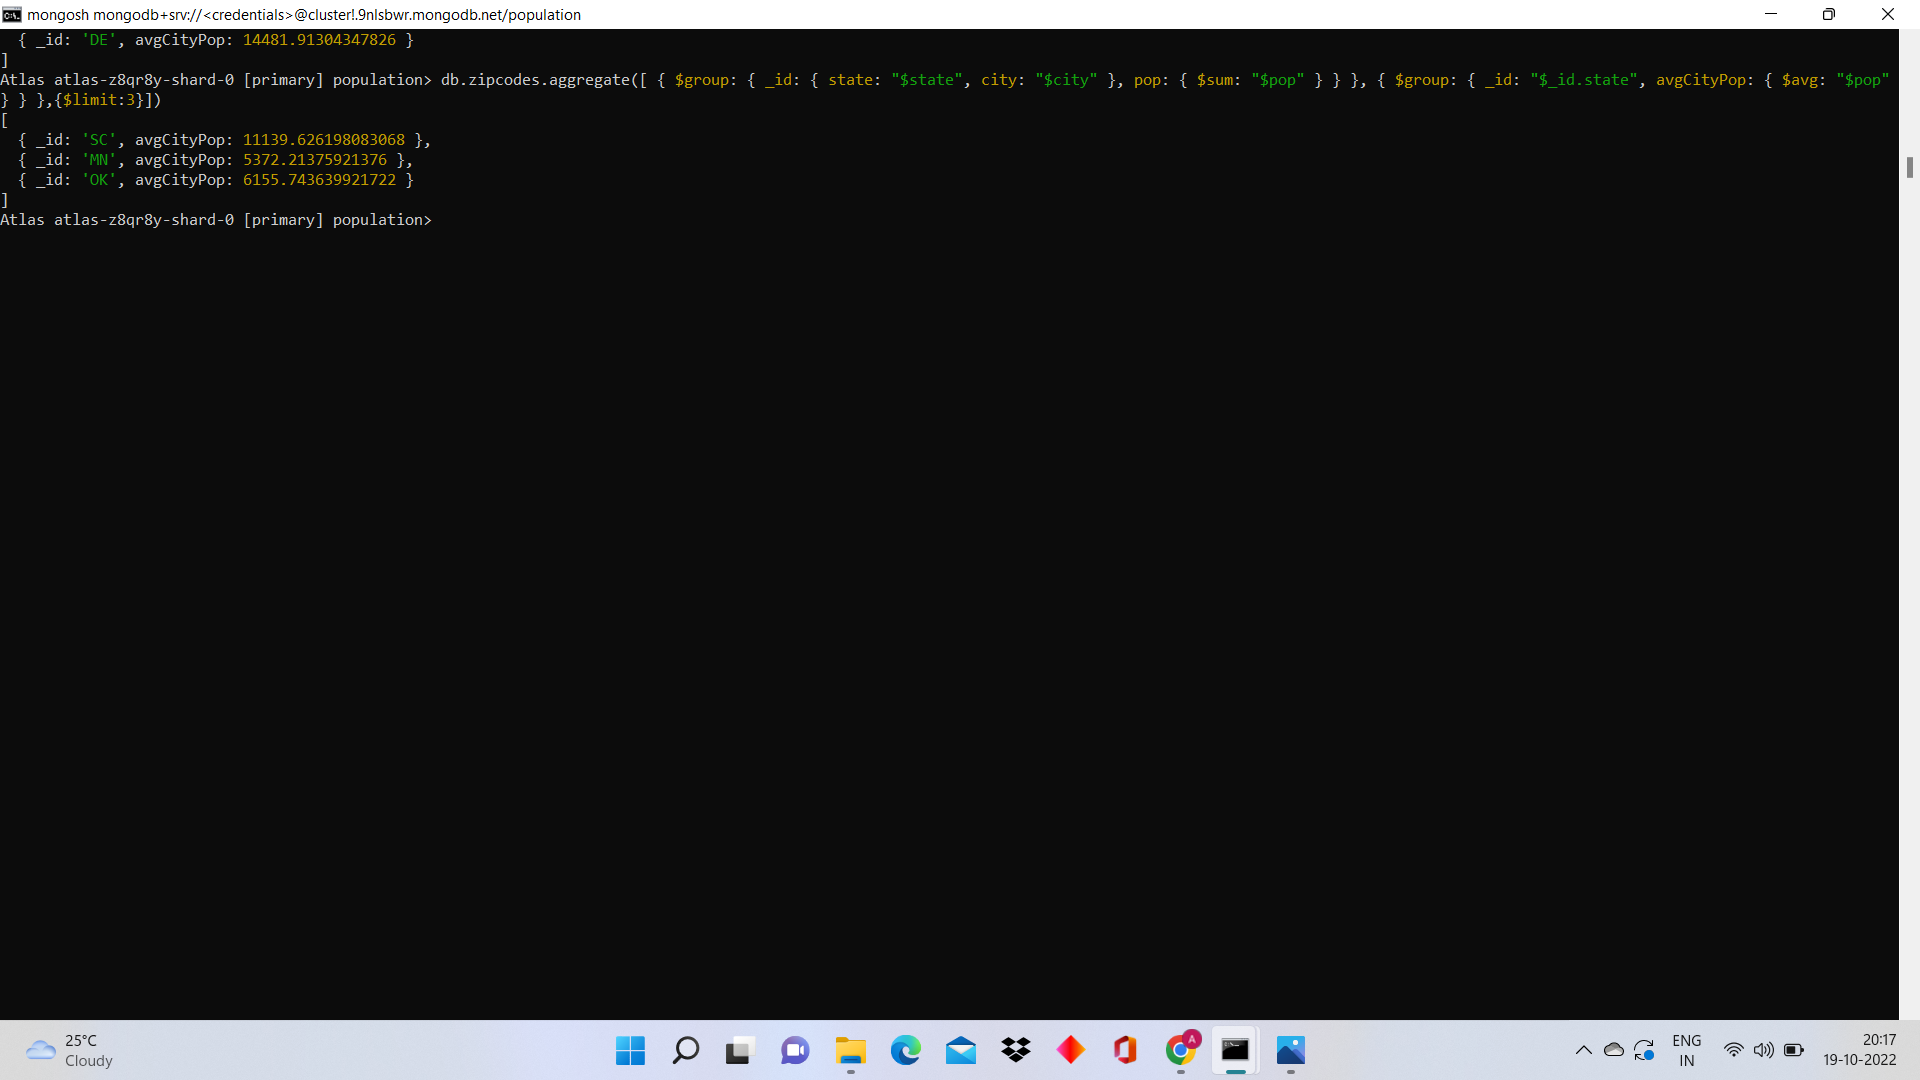 mongosh mongodb+srv://<credentials>@cluster!.9nlsbwr.mongodb.net/population
{ _id: 'DE', avgCityPop: 14481.91304347826 }
]
Atlas atlas-z8qr8y-shard-0 [primary] population> db.zipcodes.aggregate([ { $group: { _id: { state: "$state", city: "$city" }, pop: { $sum: "$pop" } } }, { $group: { _id: "$_id.state", avgCityPop: { $avg: "$pop"
} } },{$limit:3}])
[
{ _id: 'SC', avgCityPop: 11139.626198083068 },
{ _id: 'MN', avgCityPop: 5372.21375921376 },
{ _id: 'OK', avgCityPop: 6155.743639921722 }
]
Atlas atlas-z8qr8y-shard-0 [primary] population>
25°C
Cloudy
A
ENG
IN
20:17
19-10-2022